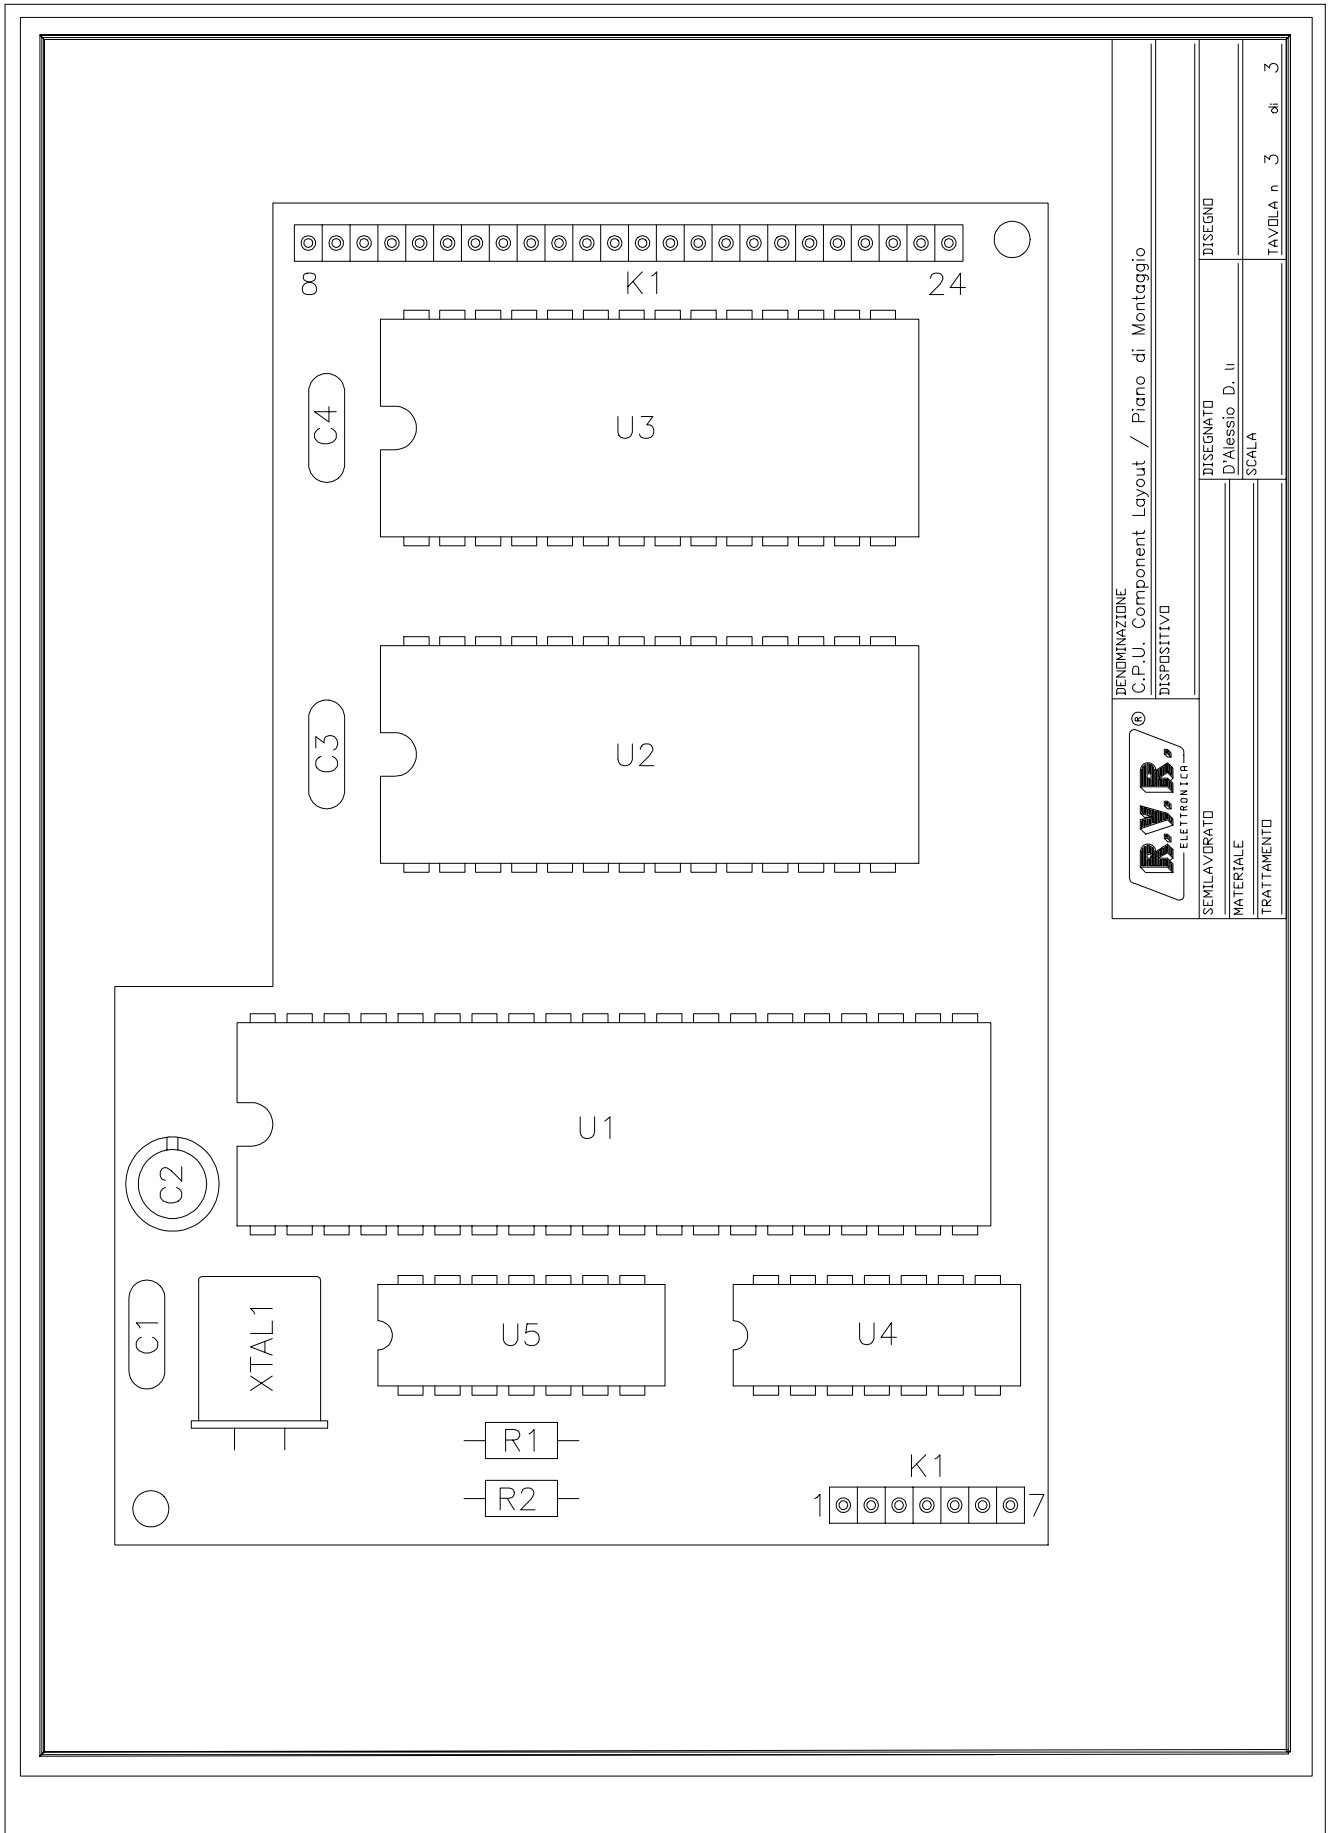 8
K1
24
C4
U3
C3
U2
U1
C2
C1
XTAL1
U5
U4
R1
R2
K1
1
7
R.V.R. ®
ELETTRONICA
DENOMINAZIONE
C.P.U. Component Layout / Piano di Montaggio
DISPOSITIVO
SEMILAVORATO
MATERIALE
TRATTAMENTO
DISEGNATO
D'Alessio D. li
SCALA
DISEGNO
TAVOLA n 3 di 3